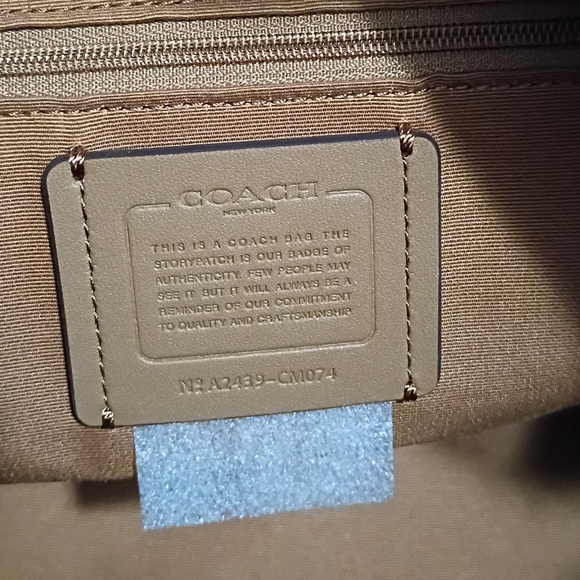 COACH
NEW YORK
THIS IS A COACH BAG. THE
STORYPATCH IS OUR BADGE OF
AUTHENTICITY. FEW PEOPLE MAY
SEE IT BUT IT WILL ALWAYS BE A
REMINDER OF OUR COMMITMENT
TO QUALITY AND CRAFTSMANSHIP
Nº A2439-CM074